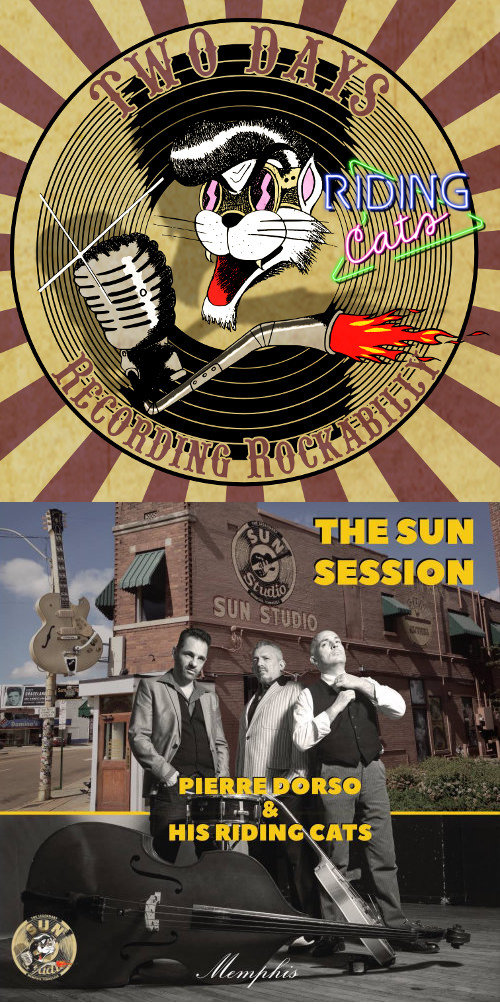 TWO DAYS
RIDING
Cats
RECORDING ROCKABILLY
THE SUN
SESSION
SUN
Studio
SUN STUDIO
PIERRE DORSO
&
HIS RIDING CATS
SUN
Memphis